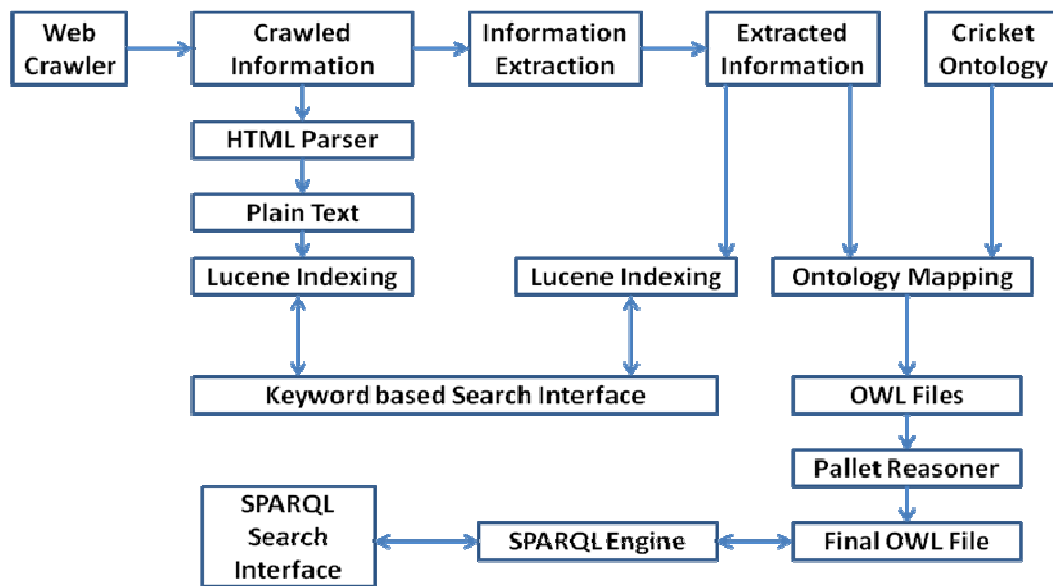 Web
Crawler
Crawled
Information
Information
Extraction
Extracted
Information
Cricket
Ontology
HTML Parser
Plain Text
Lucene Indexing
Lucene Indexing
Ontology Mapping
Keyword based Search Interface
OWL Files
Pallet Reasoner
SPARQL
Search
Interface
SPARQL Engine
Final OWL File